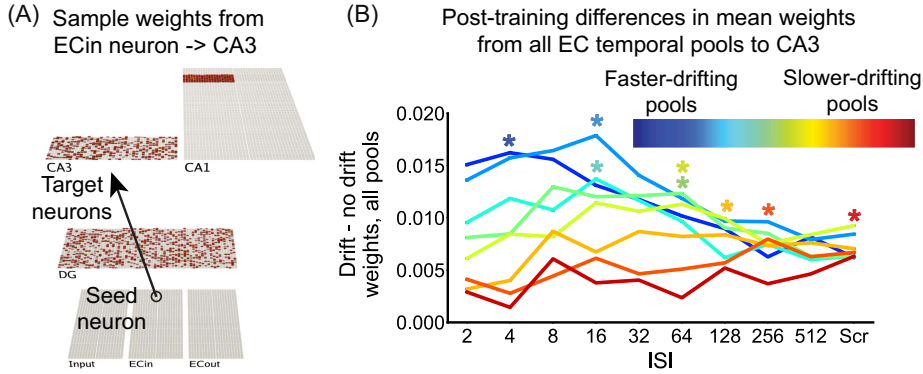 (A) Sample weights from
ECin neuron -> CA3
CA3
CA1
Target
neurons
DG
Seed
neuron
Input ECin ECout
(B) Post-training differences in mean weights
from all EC temporal pools to CA3
Faster-drifting
pools
Slower-drifting
pools
Drift - no drift
weights, all pools
0.020
0.015
0.010
0.005
0.000
* * * * * * * *
2 4 8 16 32 64 128 256 512 Scr
ISI